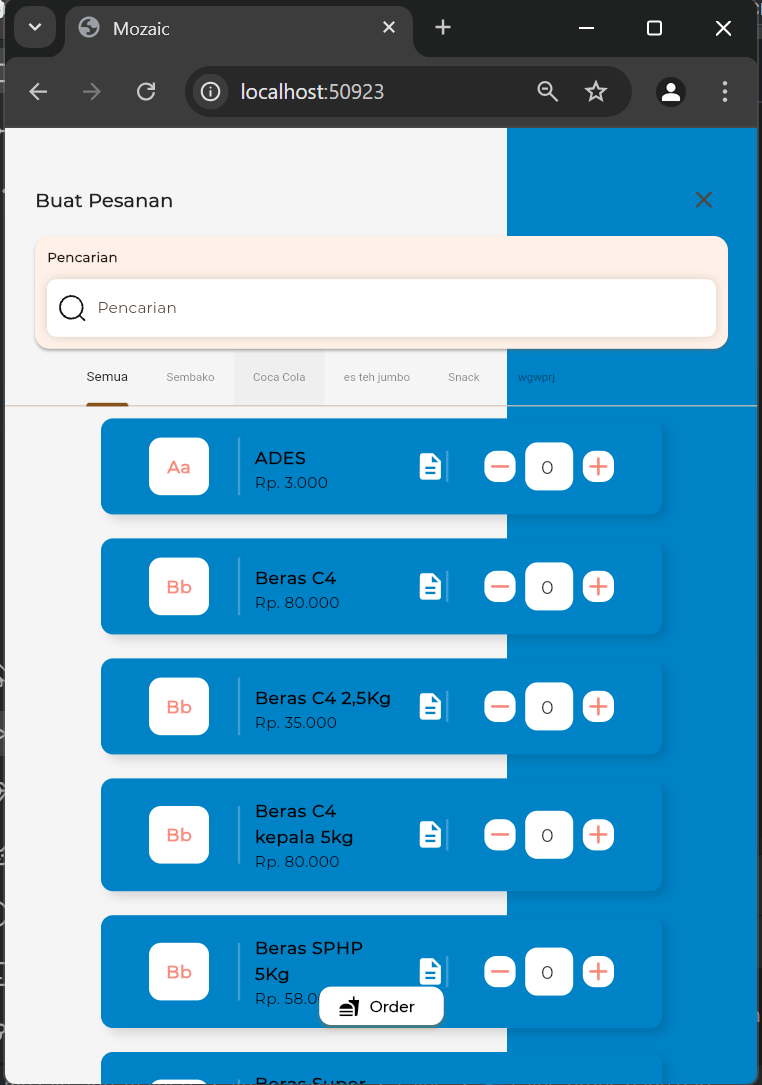 Mozaic
localhost:50923
Buat Pesanan
Pencarian
Pencarian
Semua Sembako Coca Cola es teh jumbo Snack wgwprj
Aa
ADES
Rp. 3.000
0
Bb
Beras C4
Rp. 80.000
0
Bb
Beras C4 2,5Kg
Rp. 35.000
0
Bb
Beras C4
kepala 5kg
Rp. 80.000
0
Bb
Beras SPHP
5Kg
Rp. 58.0
0
Order
Beras Super